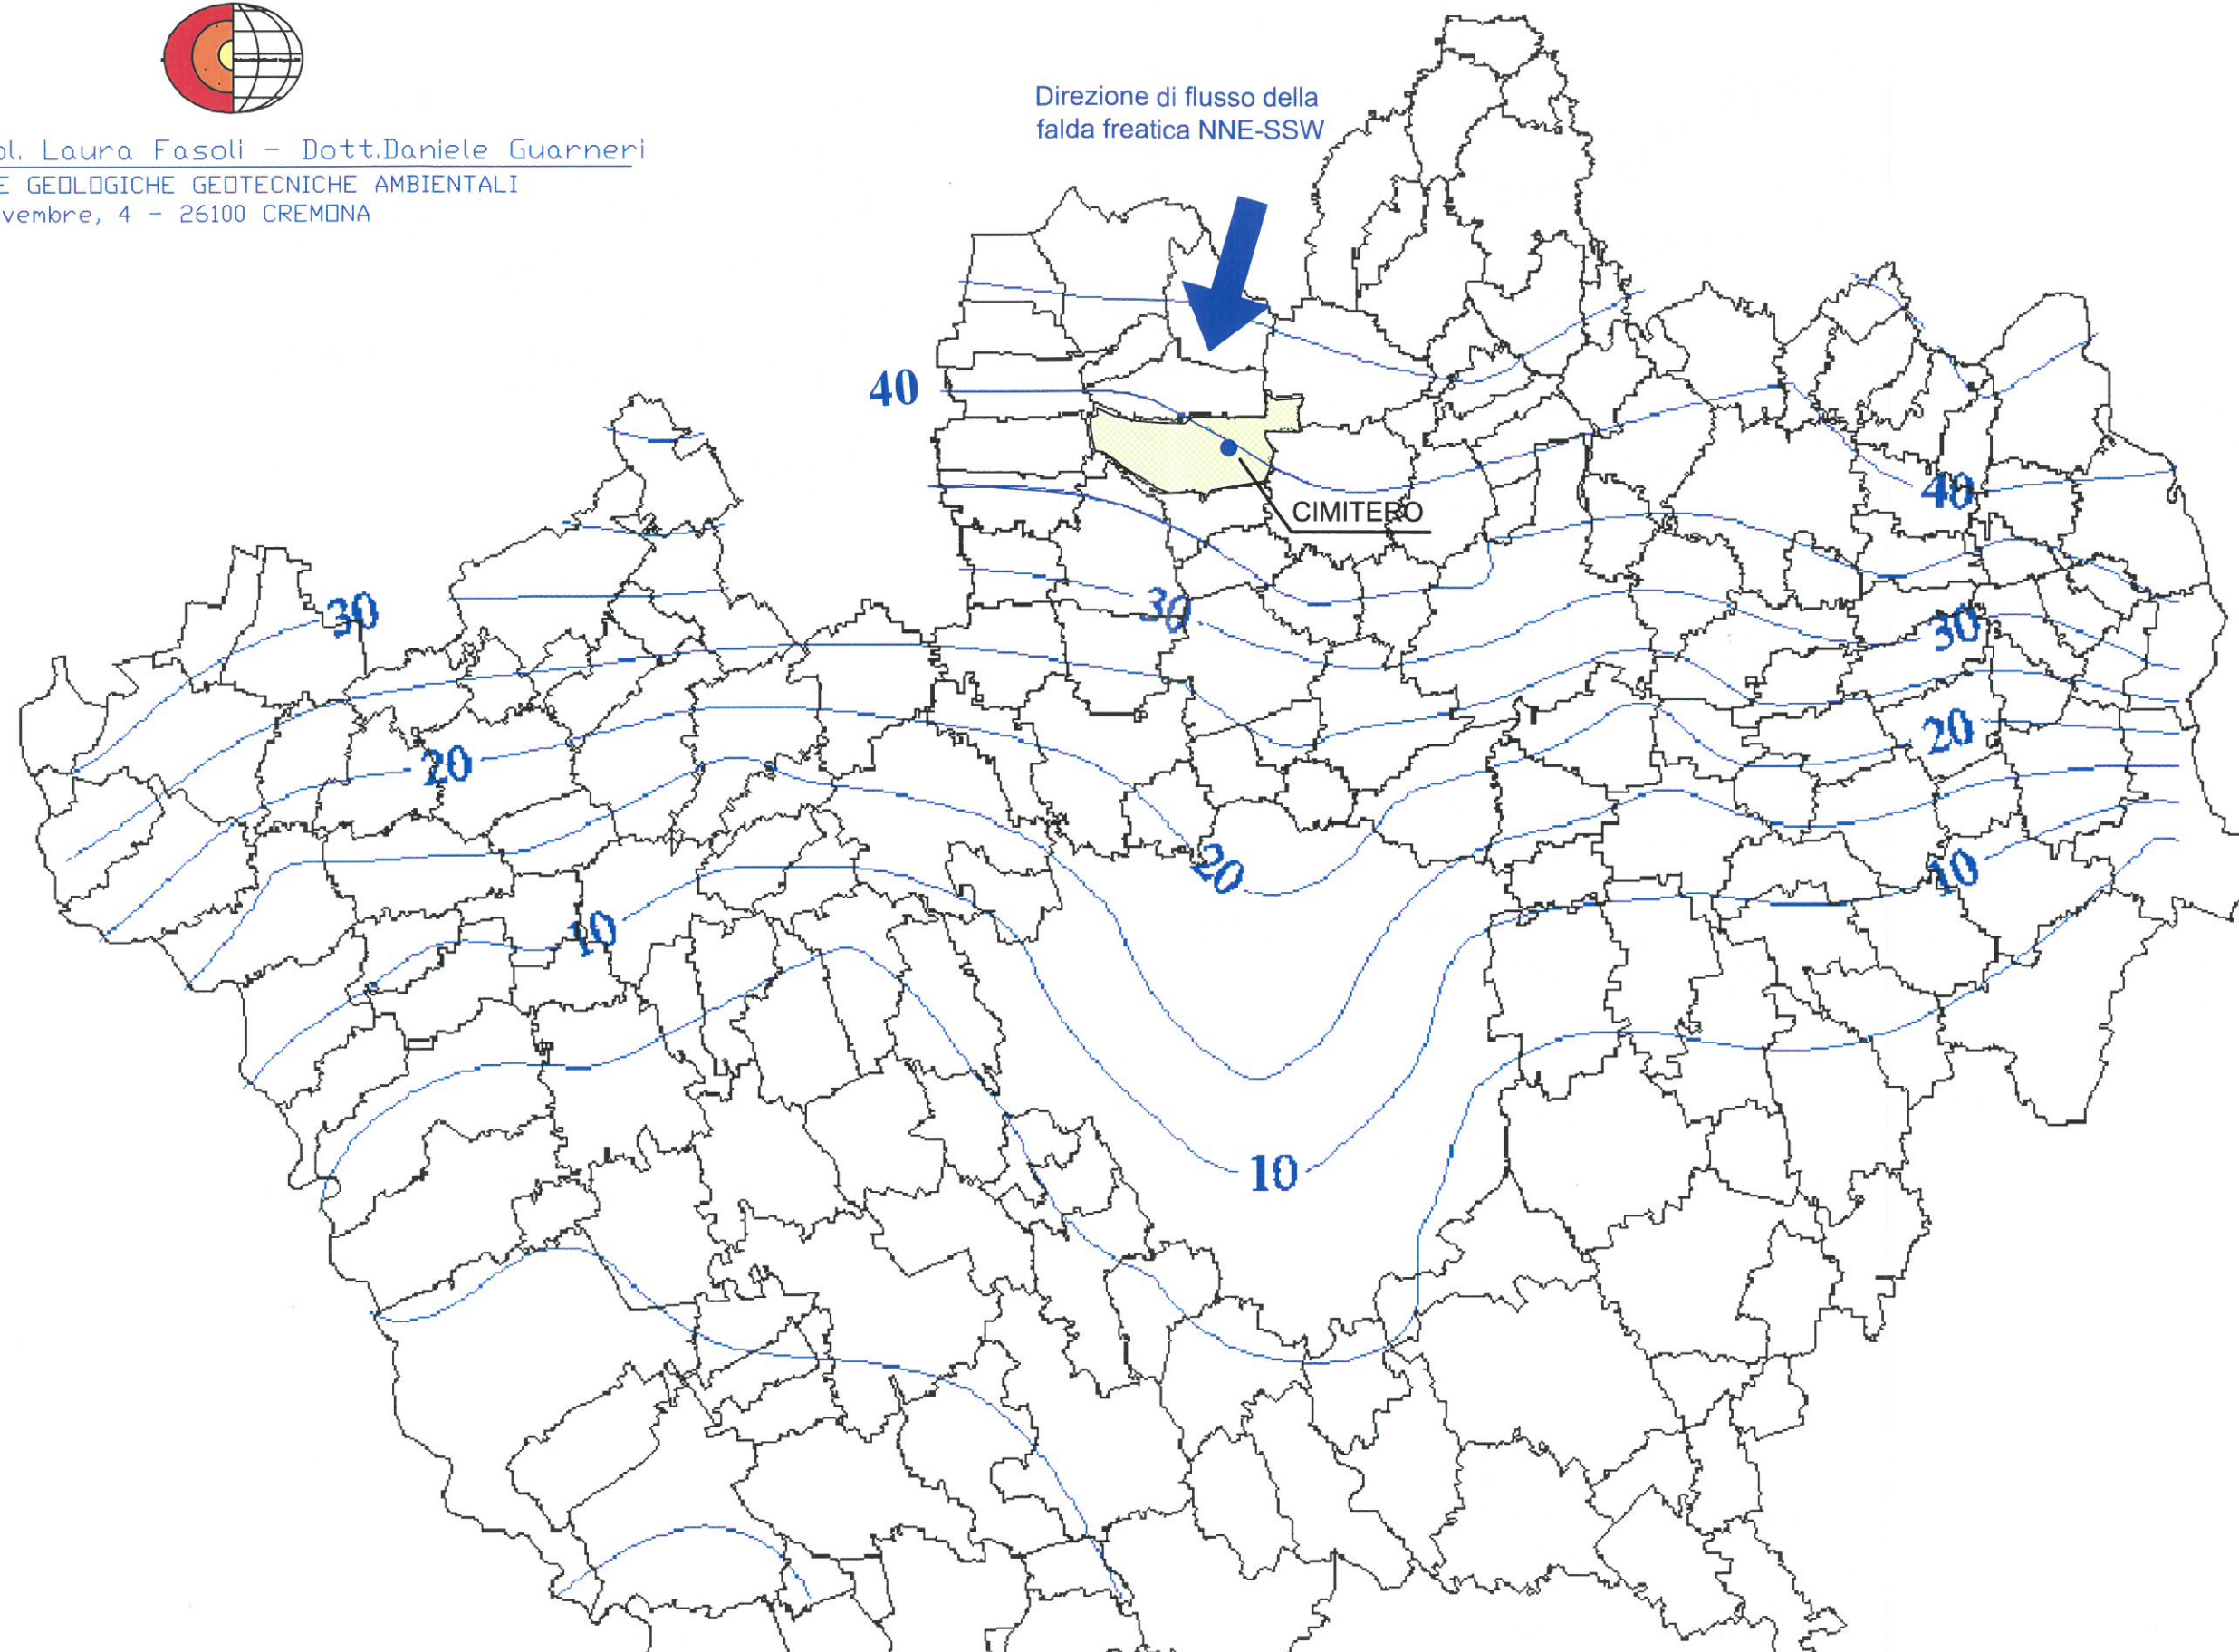 ol. Laura Fasoli - Dott.Daniele Guarneri
E GEOLOGICHE GEOTECNICHE AMBIENTALI
vembre, 4 - 26100 CREMONA
Direzione di flusso della
falda freatica NNE-SSW
40
CIMITERO
40
30
30
30
20
20
20
10
10
10